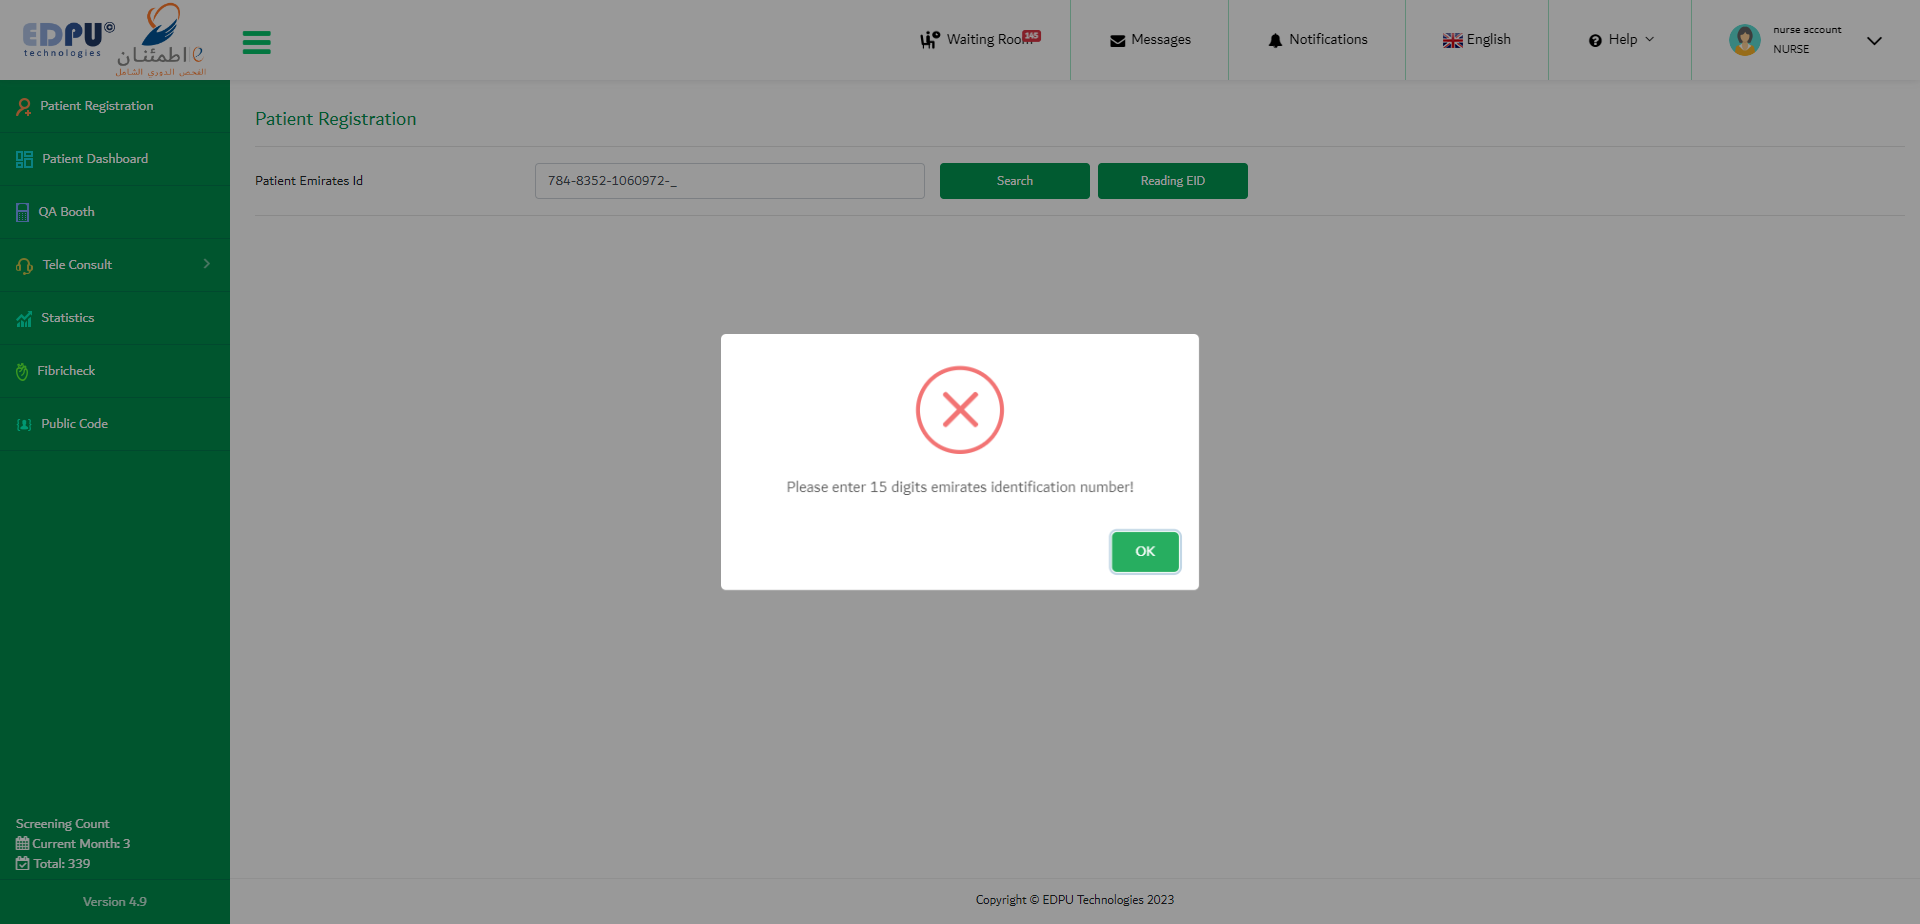 EDPU©
technologies
اطمئنان
الفحص الدوري الشامل
Waiting Room
145
Messages
Notifications
English
Help
nurse account
NURSE
Patient Registration
Patient Dashboard
QA Booth
Tele Consult
Statistics
Fibricheck
Public Code
Screening Count
Current Month: 3
Total: 339
Version 4.9
Patient Registration
Patient Emirates Id
784-8352-1060972-_
Search
Reading EID
Please enter 15 digits emirates identification number!
OK
Copyright © EDPU Technologies 2023